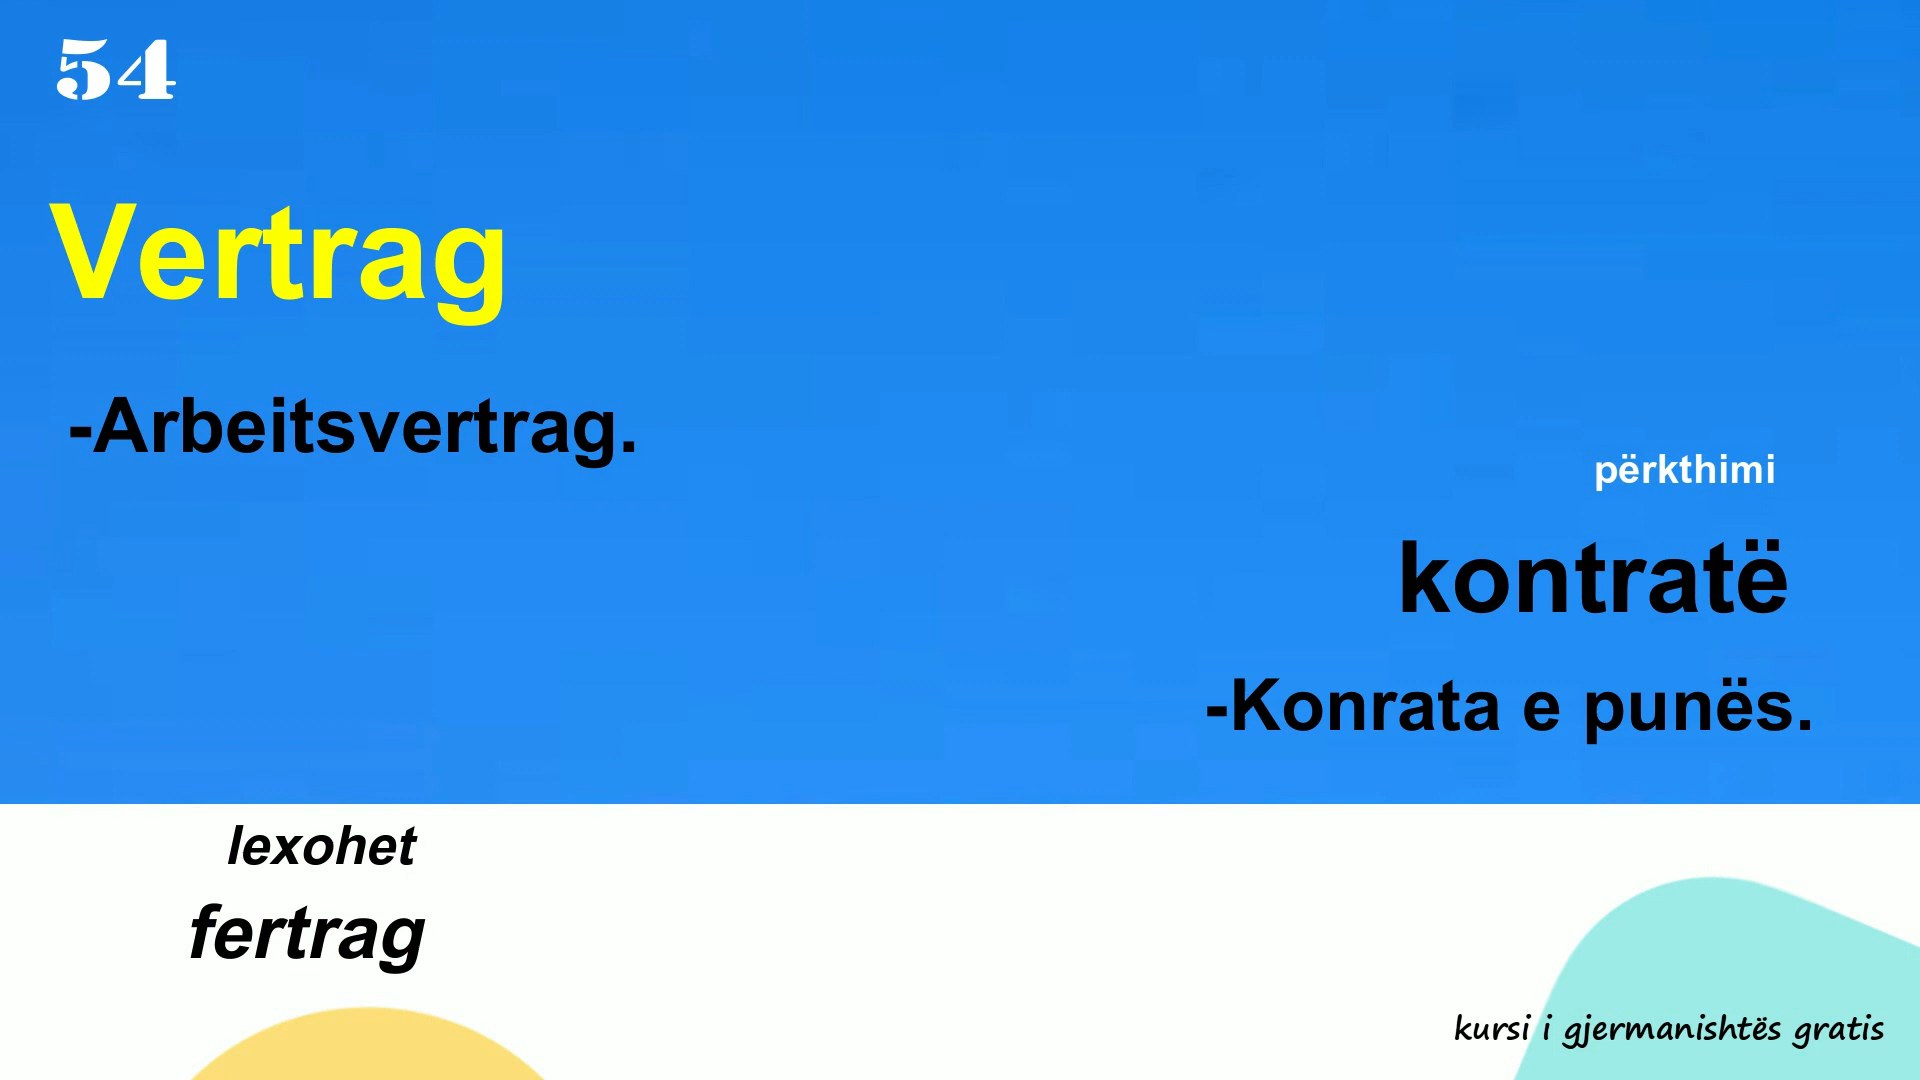 54
Vertrag
-Arbeitsvertrag.
përkthimi
kontratë
-Konrata e punës.
lexohet
fertrag
kursi i gjermanishtës gratis